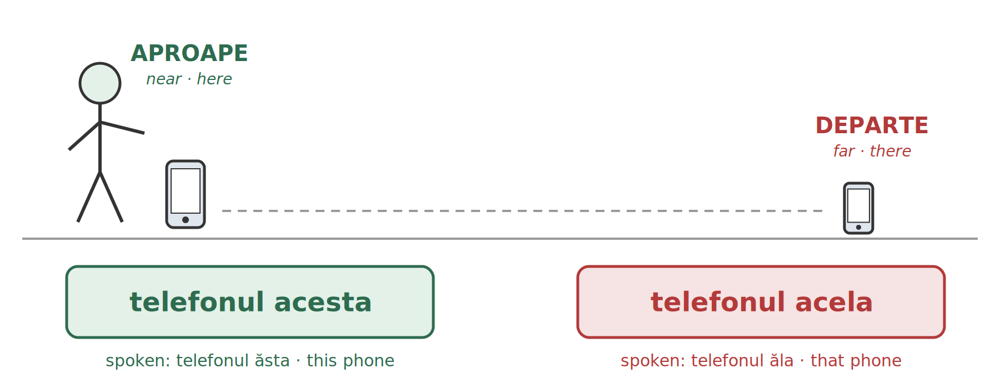 APROAPE
near · here
DEPARTE
far · there
telefonul acesta
telefonul acela
spoken: telefonul ăsta · this phone
spoken: telefonul ăla · that phone